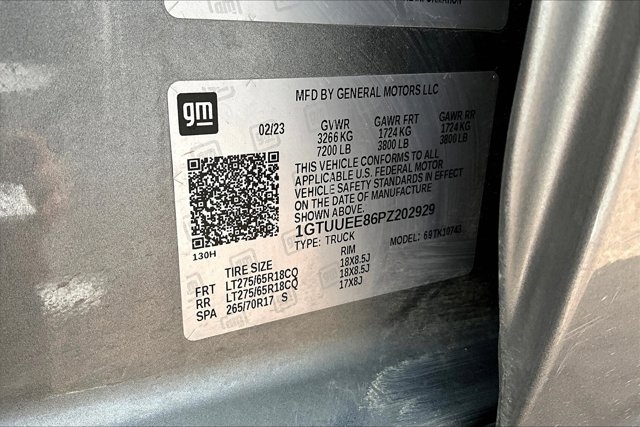 INFORMATION
gm
MFD BY GENERAL MOTORS LLC
02/23
GVWR GAWR FRT GAWR RR
3266 KG 1724 KG 1724 KG
7200 LB 3800 LB 3800 LB
THIS VEHICLE CONFORMS TO ALL
APPLICABLE U.S. FEDERAL MOTOR
VEHICLE SAFETY STANDARDS IN EFFECT
ON THE DATE OF MANUFACTURE
SHOWN ABOVE.
1GTUUEE86PZ202929
TYPE: TRUCK MODEL: 69TK10743
130H
TIRE SIZE RIM
FRT LT275/65R18CQ 18X8.5J
RR LT275/65R18CQ 18X8.5J
SPA 265/70R17 S 17X8J